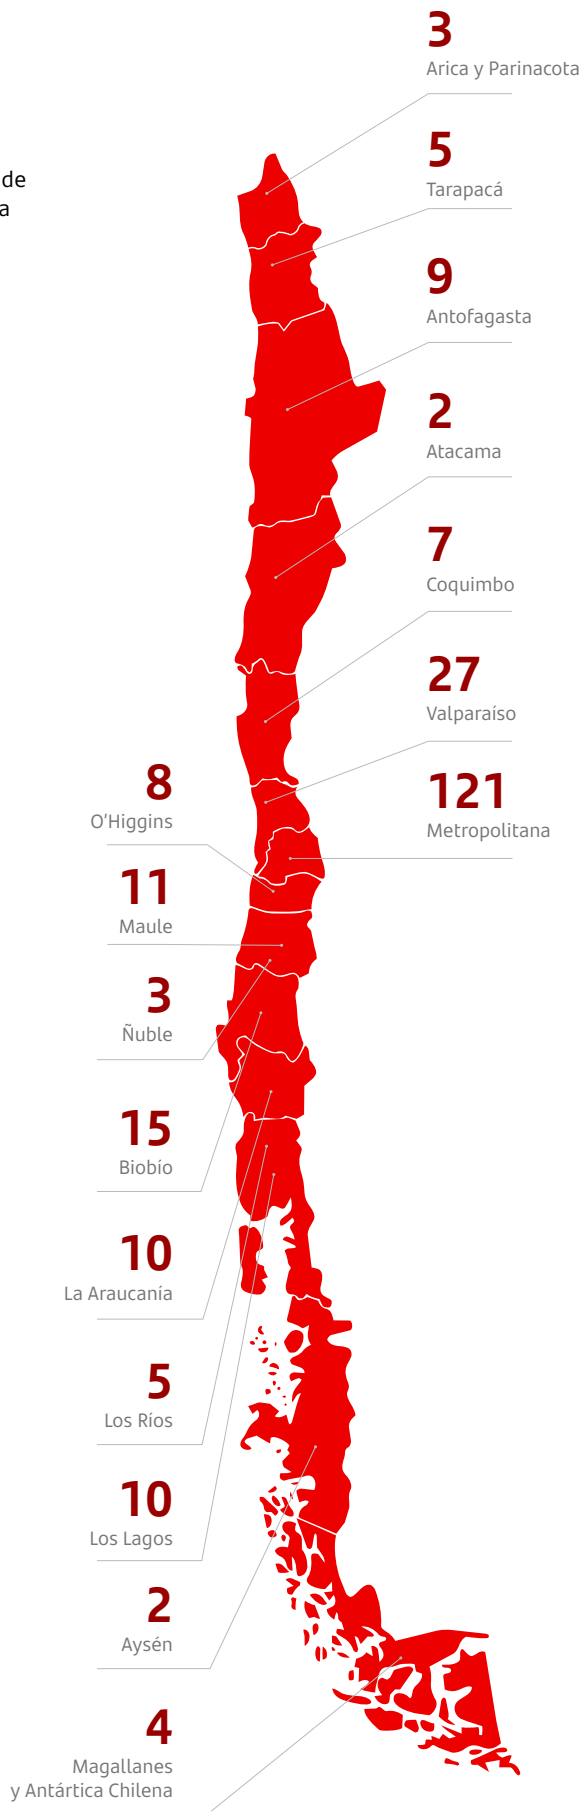 3
Arica y Parinacota
de
a
5
Tarapacá
9
Antofagasta
2
Atacama
7
Coquimbo
27
Valparaíso
121
Metropolitana
8
O'Higgins
11
Maule
3
Ñuble
15
Biobío
10
La Araucanía
5
Los Ríos
10
Los Lagos
2
Aysén
4
Magallanes
y Antártica Chilena